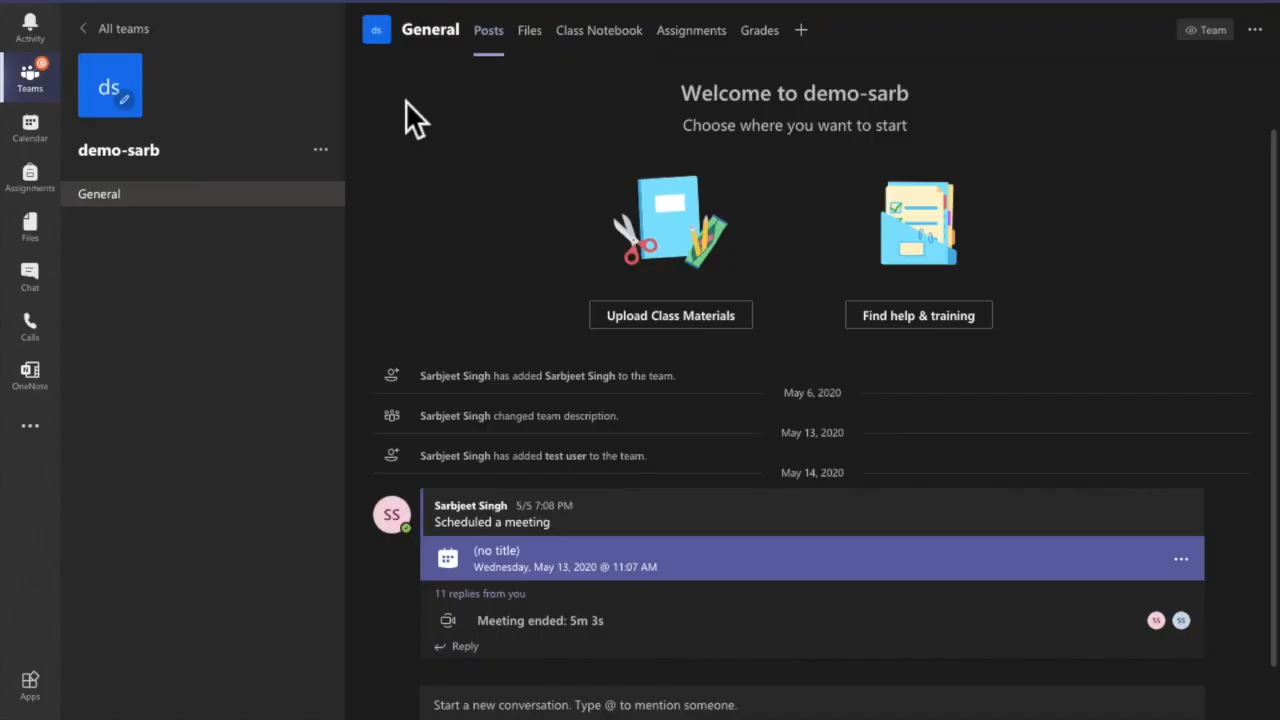 Activity
Teams
Calendar
Assignments
Files
Chat
Calls
OneNote
Apps
All teams
ds
demo-sarb
General
ds General Posts Files Class Notebook Assignments Grades Team
Welcome to demo-sarb
Choose where you want to start
Upload Class Materials Find help & training
Sarbjeet Singh has added Sarbjeet Singh to the team.
May 6, 2020
Sarbjeet Singh changed team description.
May 13, 2020
Sarbjeet Singh has added test user to the team.
May 14, 2020
SS
Sarbjeet Singh 5/5 7:08 PM
Scheduled a meeting
(no title)
Wednesday, May 13, 2020 @ 11:07 AM
11 replies from you
Meeting ended: 5m 3s SS SS
Reply
Start a new conversation. Type @ to mention someone.